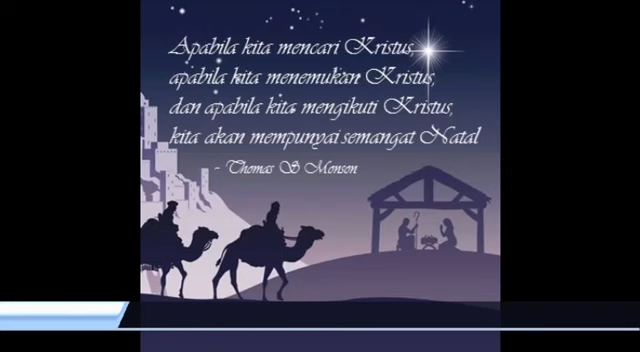 Apabila kita mencari Kristus,
apabila kita menemukan Kristus,
dan apabila kita mengikuti Kristus,
kita akan mempunyai semangat Natal
- Thomas S Monson